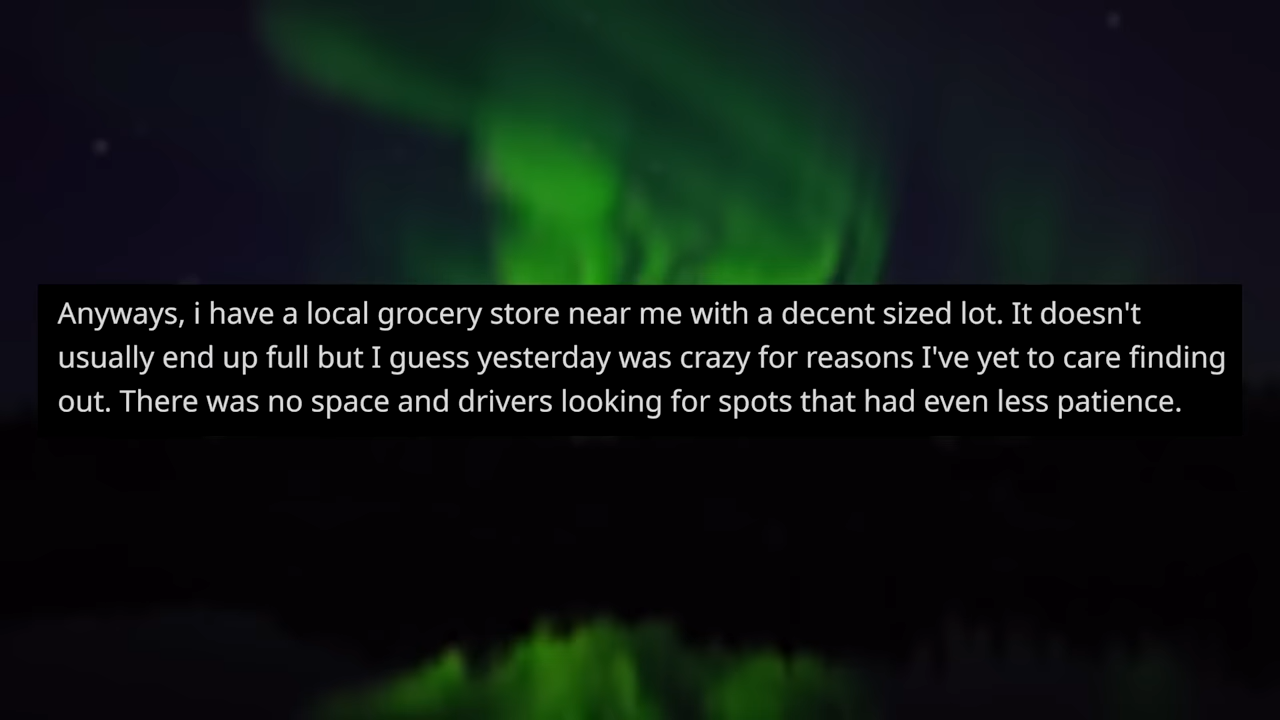 Anyways, i have a local grocery store near me with a decent sized lot. It doesn't
usually end up full but I guess yesterday was crazy for reasons I've yet to care finding
out. There was no space and drivers looking for spots that had even less patience.